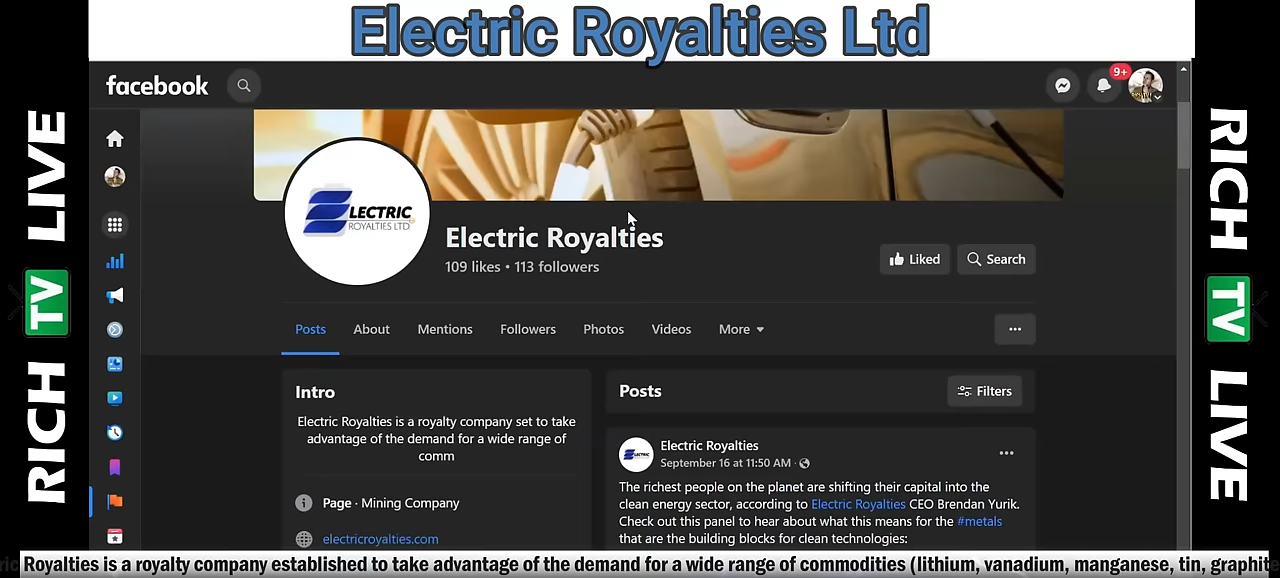 Electric Royalties Ltd
facebook
9+
RICH TV LIVE
RICH TV LIVE
LECTRIC
ROYALTIES LTD
Electric Royalties
109 likes • 113 followers
Liked
Search
Posts
About
Mentions
Followers
Photos
Videos
More
Intro
Electric Royalties is a royalty company set to take
advantage of the demand for a wide range of
comm
Page · Mining Company
electricroyalties.com
Posts
Filters
LECTRIC
Electric Royalties
September 16 at 11:50 AM ·
The richest people on the planet are shifting their capital into the
clean energy sector, according to Electric Royalties CEO Brendan Yurik.
Check out this panel to hear about what this means for the #metals
that are the building blocks for clean technologies:
Royalties is a royalty company established to take advantage of the demand for a wide range of commodities (lithium, vanadium, manganese, tin, graphit